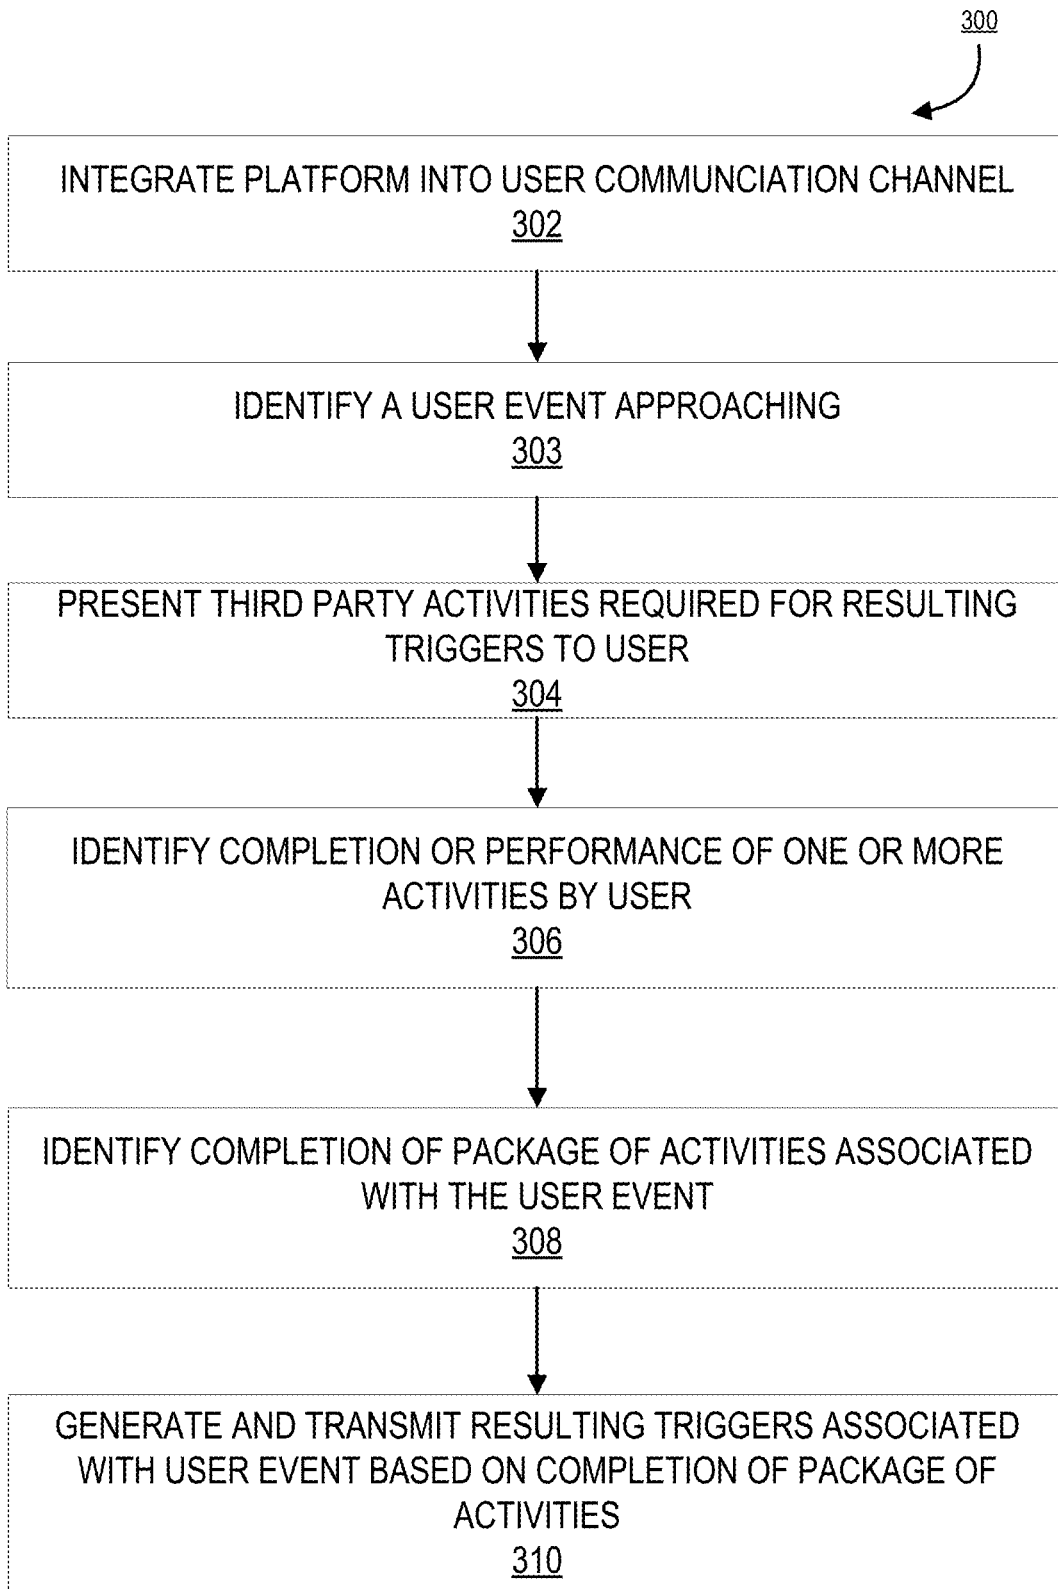 300
INTEGRATE PLATFORM INTO USER COMMUNCIATION CHANNEL
302
IDENTIFY A USER EVENT APPROACHING
303
PRESENT THIRD PARTY ACTIVITIES REQUIRED FOR RESULTING
TRIGGERS TO USER
304
IDENTIFY COMPLETION OR PERFORMANCE OF ONE OR MORE
ACTIVITIES BY USER
306
IDENTIFY COMPLETION OF PACKAGE OF ACTIVITIES ASSOCIATED
WITH THE USER EVENT
308
GENERATE AND TRANSMIT RESULTING TRIGGERS ASSOCIATED
WITH USER EVENT BASED ON COMPLETION OF PACKAGE OF
ACTIVITIES
310